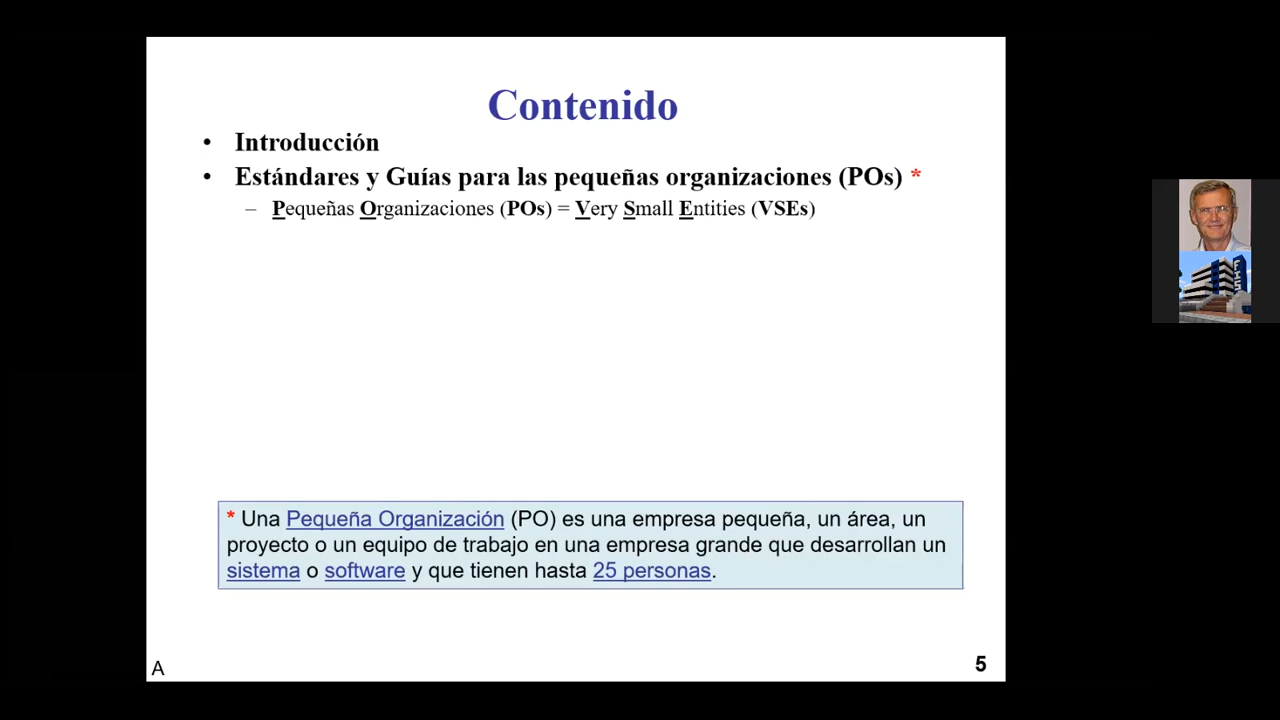 Contenido
• Introducción
• Estándares y Guías para las pequeñas organizaciones (POs) *
– Pequeñas Organizaciones (POs) = Very Small Entities (VSEs)
* Una Pequeña Organización (PO) es una empresa pequeña, un área, un
proyecto o un equipo de trabajo en una empresa grande que desarrollan un
sistema o software y que tienen hasta 25 personas.
A
5